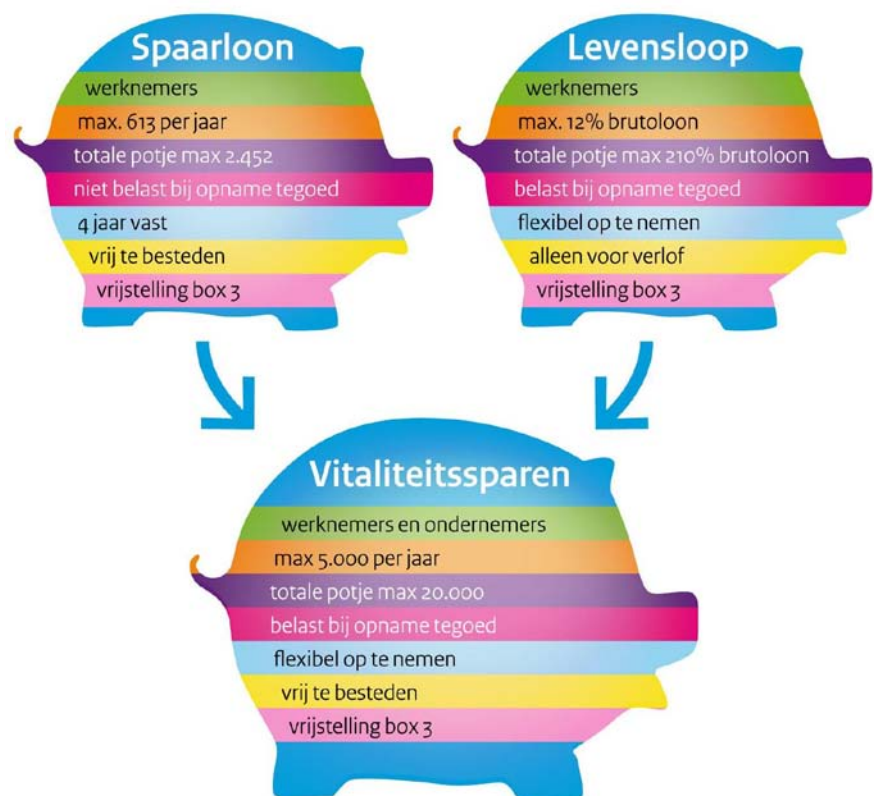 Spaarloon
werknemers
max. 613 per jaar
totale potje max 2.452
niet belast bij opname tegoed
4 jaar vast
vrij te besteden
vrijstelling box 3
Levensloop
werknemers
max. 12% brutoloon
totale potje max 210% brutoloon
belast bij opname tegoed
flexibel op te nemen
alleen voor verlof
vrijstelling box 3
Vitaliteitssparen
werknemers en ondernemers
max 5.000 per jaar
totale potje max 20.000
belast bij opname tegoed
flexibel op te nemen
vrij te besteden
vrijstelling box 3